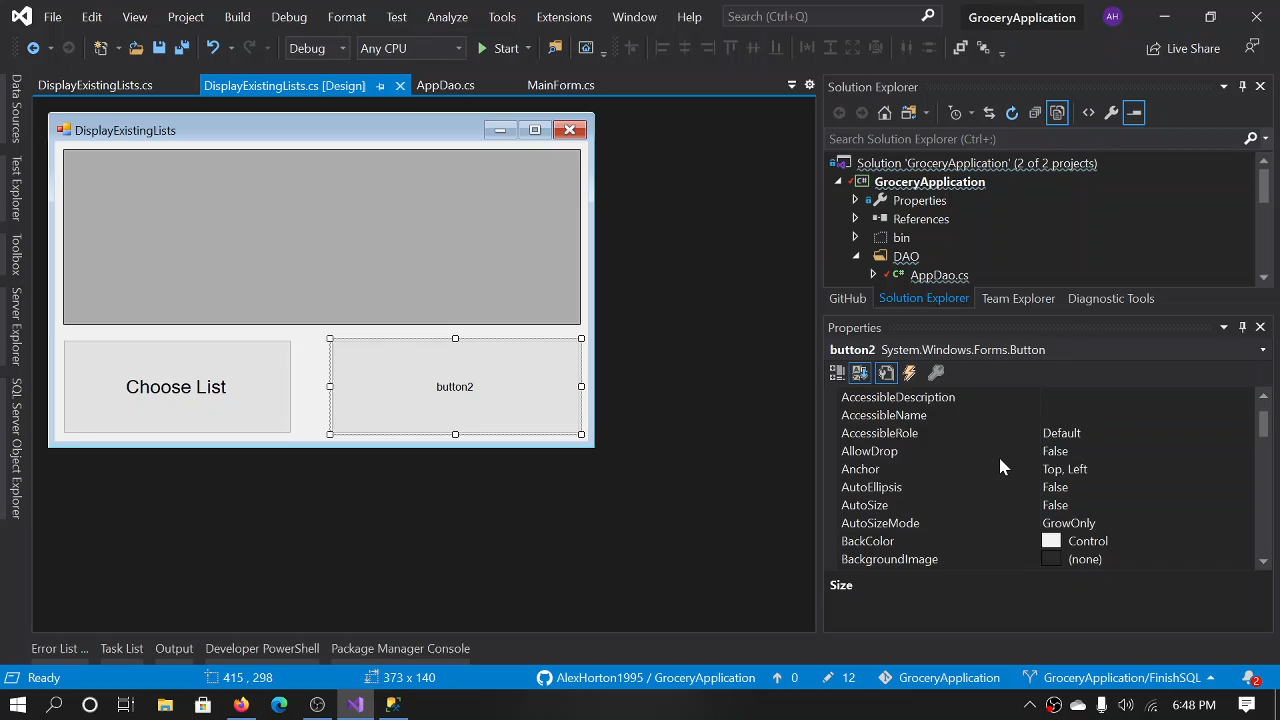 File Edit View Project Build Debug Format Test Analyze Tools Extensions Window Help Search (Ctrl+Q) GroceryApplication AH
Debug Any CPU Start Live Share
DisplayExistingLists.cs DisplayExistingLists.cs [Design] AppDao.cs MainForm.cs
Data Sources
Test Explorer
Toolbox
Server Explorer
SQL Server Object Explorer
DisplayExistingLists
Choose List
button2
Solution Explorer
Search Solution Explorer (Ctrl+;)
Solution 'GroceryApplication' (2 of 2 projects)
GroceryApplication
Properties
References
bin
DAO
AppDao.cs
GitHub Solution Explorer Team Explorer Diagnostic Tools
Properties
button2 System.Windows.Forms.Button
AccessibleDescription
AccessibleName
AccessibleRole Default
AllowDrop False
Anchor Top, Left
AutoEllipsis False
AutoSize False
AutoSizeMode GrowOnly
BackColor Control
BackgroundImage (none)
Size
Error List ... Task List Output Developer PowerShell Package Manager Console
Ready 415 , 298 373 x 140 AlexHorton1995 / GroceryApplication 0 12 GroceryApplication GroceryApplication/FinishSQL 2
6:48 PM